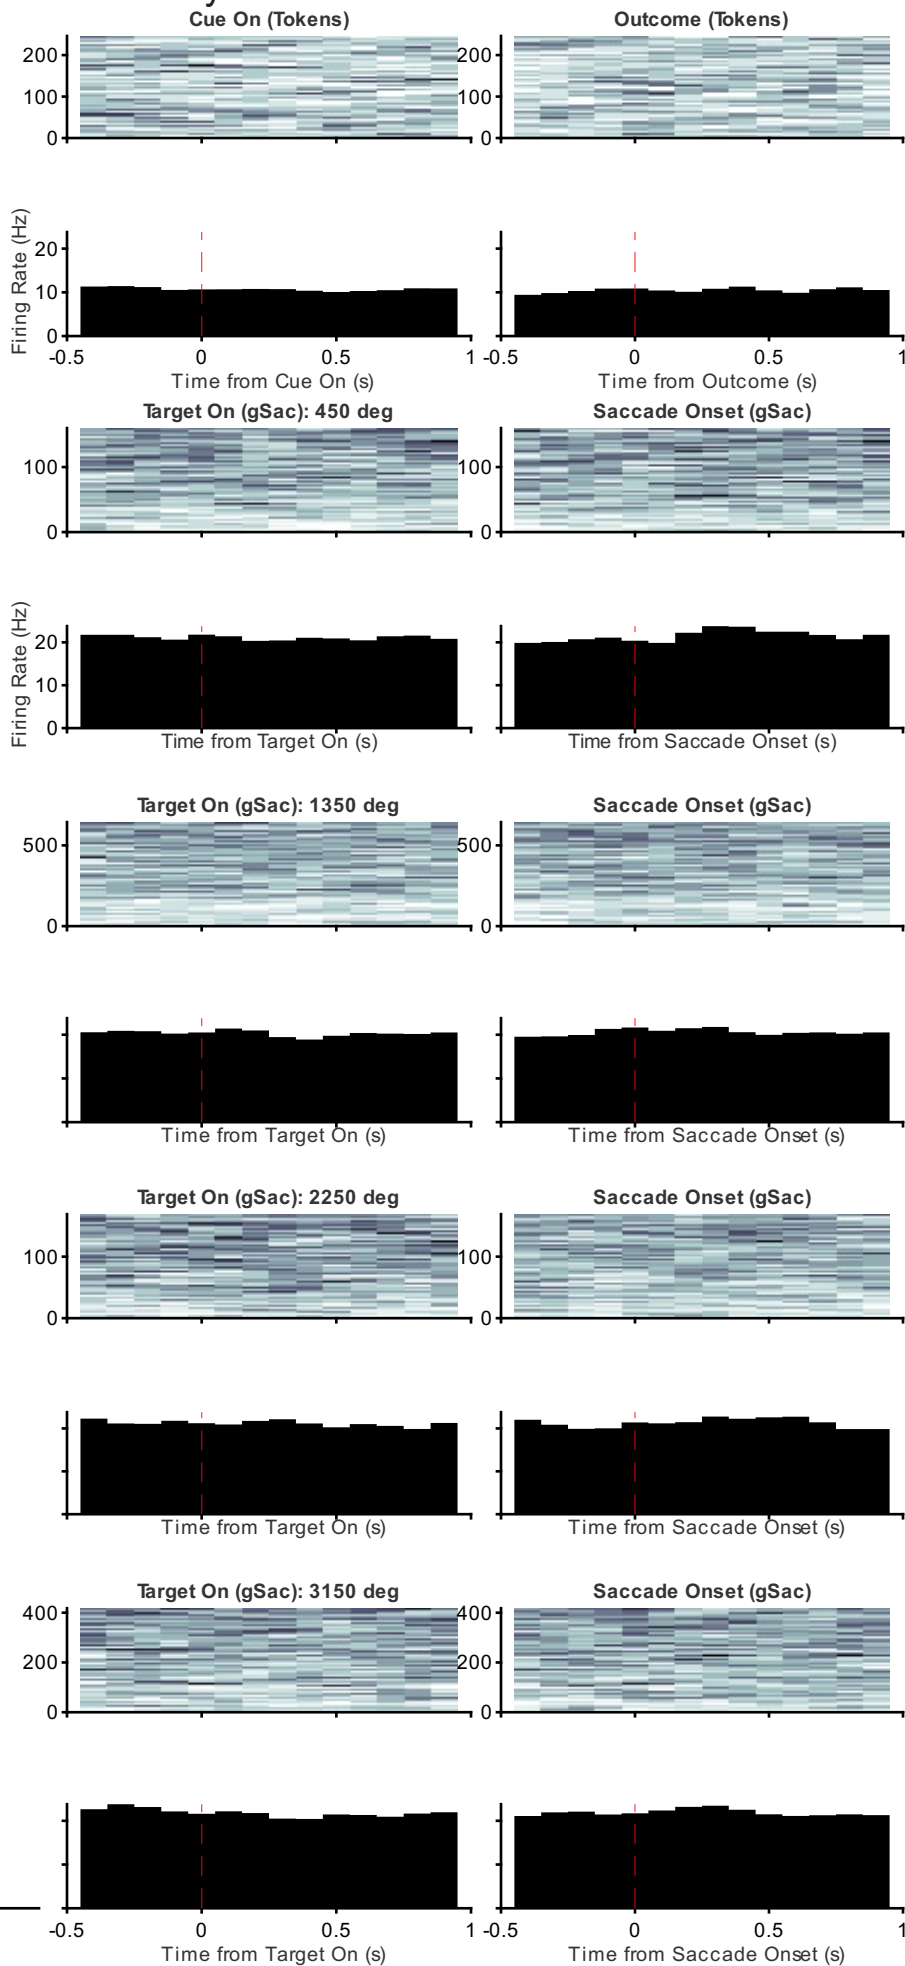 y
Cue On (Tokens) Outcome (Tokens)
200 200
100 100
0 0
Firing Rate (Hz)
20
10
0
-0.5 0 0.5 1 -0.5 0 0.5 1
Time from Cue On (s) Time from Outcome (s)
Target On (gSac): 450 deg Saccade Onset (gSac)
100 100
0 0
Firing Rate (Hz)
20
10
0
Time from Target On (s) Time from Saccade Onset (s)
Target On (gSac): 1350 deg Saccade Onset (gSac)
500 500
0 0
Time from Target On (s) Time from Saccade Onset (s)
Target On (gSac): 2250 deg Saccade Onset (gSac)
100 100
0 0
Time from Target On (s) Time from Saccade Onset (s)
Target On (gSac): 3150 deg Saccade Onset (gSac)
400 400
200 200
0 0
-0.5 0 0.5 1 -0.5 0 0.5 1
Time from Target On (s) Time from Saccade Onset (s)